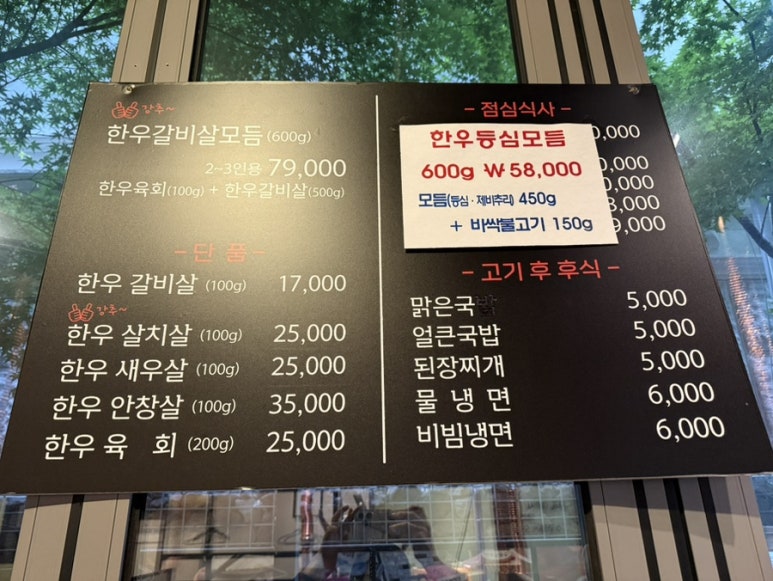 강추~
한우갈비살모듬(600g)
2~3인용 79,000
한우육회(100g) + 한우갈비살(500g)
- 단 품 -
한우 갈비살 (100g) 17,000
강추~
한우 살치살 (100g) 25,000
한우 새우살 (100g) 25,000
한우 안창살 (100g) 35,000
한우 육 회 (200g) 25,000
- 점심식사 -
한우등심모듬
600g ₩58,000
모듬(등심·제비추리) 450g
+ 바싹불고기 150g
- 고기 후 후식 -
맑은국밥 5,000
얼큰국밥 5,000
된장찌개 5,000
물 냉 면 6,000
비빔냉면 6,000